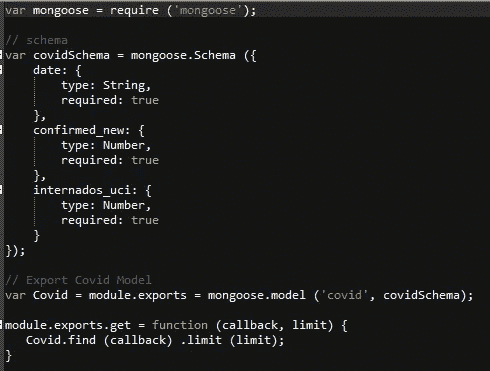 var mongoose = require ('mongoose');
// schema
var covidSchema = mongoose.Schema ({
    date: {
        type: String,
        required: true
    },
    confirmed_new: {
        type: Number,
        required: true
    },
    internados_uci: {
        type: Number,
        required: true
    }
});
// Export Covid Model
var Covid = module.exports = mongoose.model ('covid', covidSchema);
module.exports.get = function (callback, limit) {
   Covid.find (callback) .limit (limit);
}